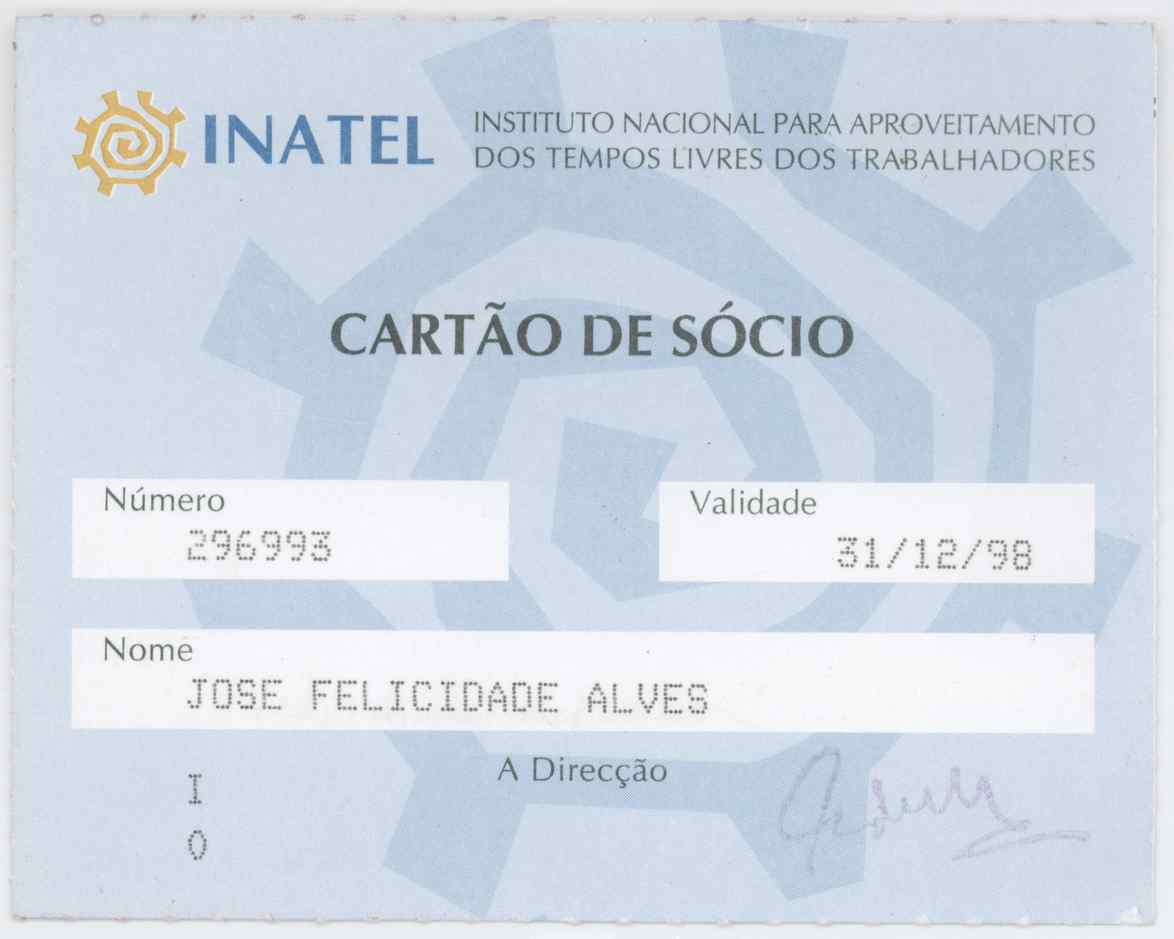 INATEL
INSTITUTO NACIONAL PARA APROVEITAMENTO
DOS TEMPOS LIVRES DOS TRABALHADORES
CARTÃO DE SÓCIO
Número
296993
Validade
31/12/98
Nome
JOSE FELICIDADE ALVES
A Direcção
I
0